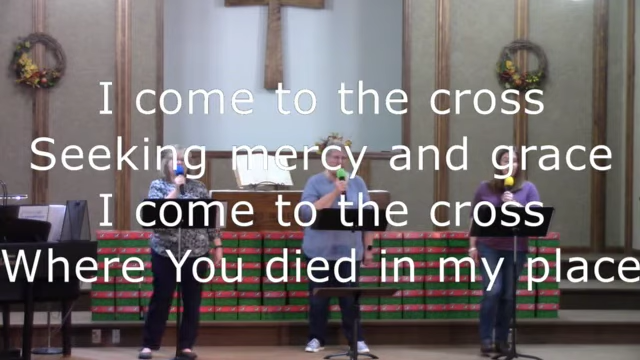 I come to the cross
Seeking mercy and grace
I come to the cross
Where You died in my place